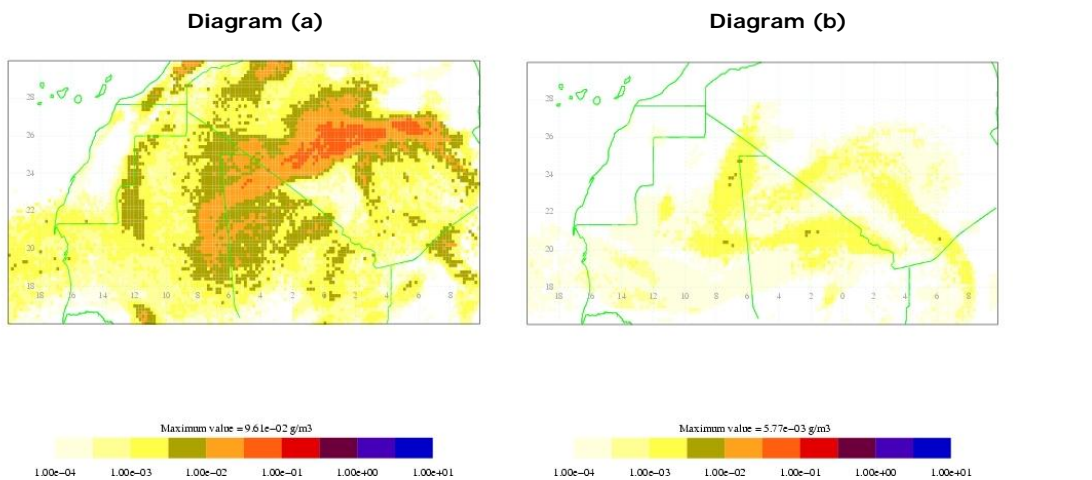 Diagram (a)
Diagram (b)
28
26
24
22
20
18
18 16 14 12 10 8 6 4 2 0 2 4 6 8
28
26
24
22
20
18
18 16 14 12 10 8 6 4 2 0 2 4 6 8
Maximum value = 9.61e−02 g/m3
1.00e−04 1.00e−03 1.00e−02 1.00e−01 1.00e+00 1.00e+01
Maximum value = 5.77e−03 g/m3
1.00e−04 1.00e−03 1.00e−02 1.00e−01 1.00e+00 1.00e+01